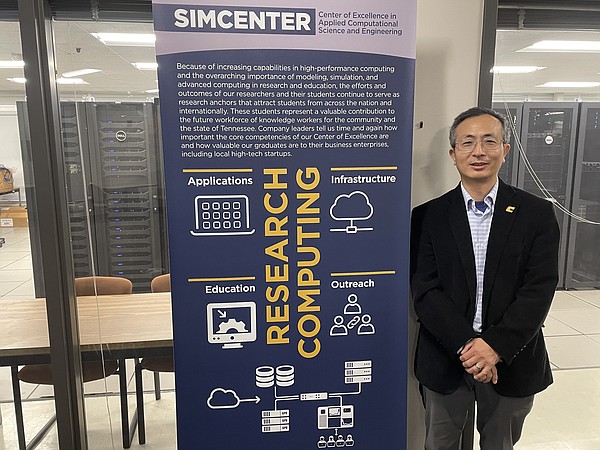 SIMCENTER
Center of Excellence in
Applied Computational
Science and Engineering
Because of increasing capabilities in high-performance computing
and the overarching importance of modeling, simulation, and
advanced computing in research and education, the efforts and
outcomes of our researchers and their students continue to serve as
research anchors that attract students from across the nation and
internationally. These students represent a valuable contribution to
the future workforce of knowledge workers for the community and
the state of Tennessee. Company leaders tell us time and again how
important the core competencies of our Center of Excellence are
and how valuable our graduates are to their business enterprises,
including local high-tech startups.
Applications
Infrastructure
RESEARCH
COMPUTING
Education
Outreach
DELL